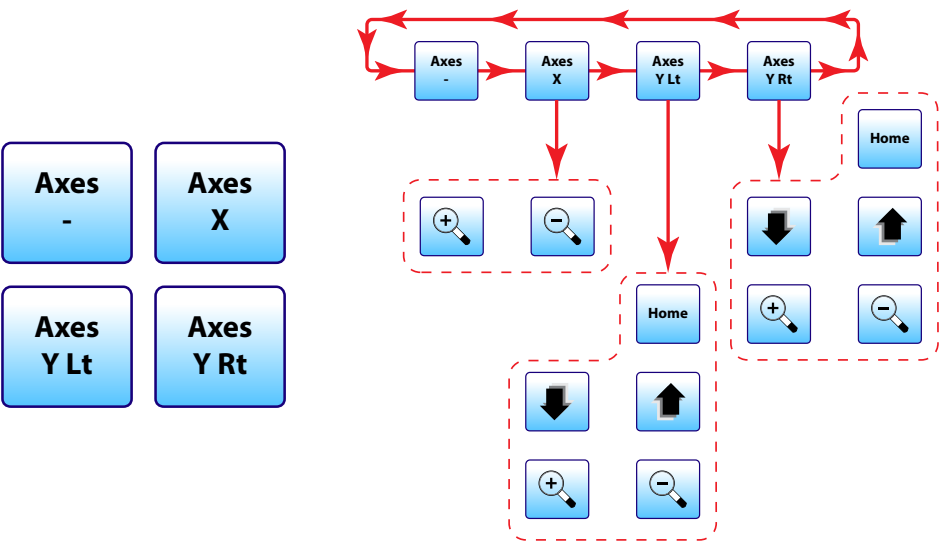 Axes
-
Axes
X
Axes
Y Lt
Axes
Y Rt
Axes
-
Axes
X
Axes
Y Lt
Axes
Y Rt
Home
Home